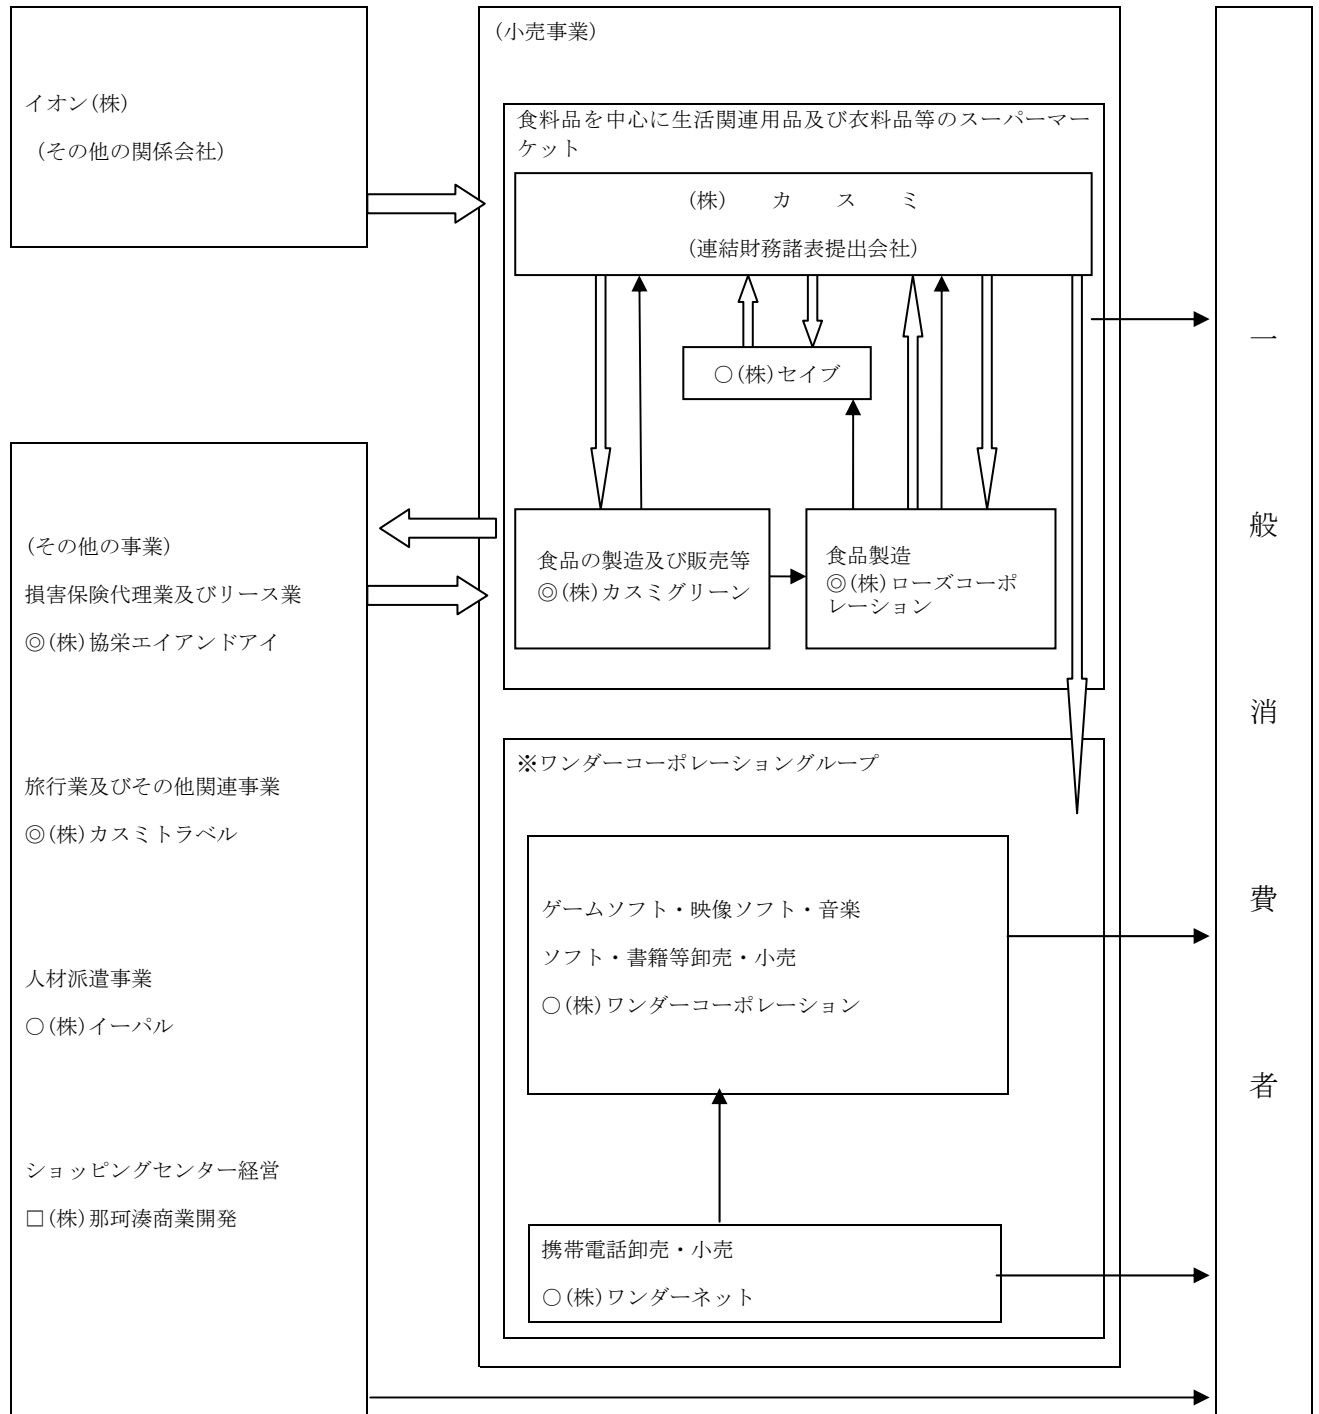 イオン(株)
(その他の関係会社)
(その他の事業)
損害保険代理業及びリース業
◎(株)協栄エイアンドアイ
旅行業及びその他関連事業
◎(株)カスミトラベル
人材派遣事業
○(株)イーパル
ショッピングセンター経営
□(株)那珂湊商業開発
(小売事業)
食料品を中心に生活関連用品及び衣料品等のスーパーマー
ケット
(株) カ ス ミ
(連結財務諸表提出会社)
○(株)セイブ
食品の製造及び販売等
◎(株)カスミグリーン
食品製造
◎(株)ローズコーポ
レーション
※ワンダーコーポレーショングループ
ゲームソフト・映像ソフト・音楽
ソフト・書籍等卸売・小売
○(株)ワンダーコーポレーション
携帯電話卸売・小売
○(株)ワンダーネット
一般消費者